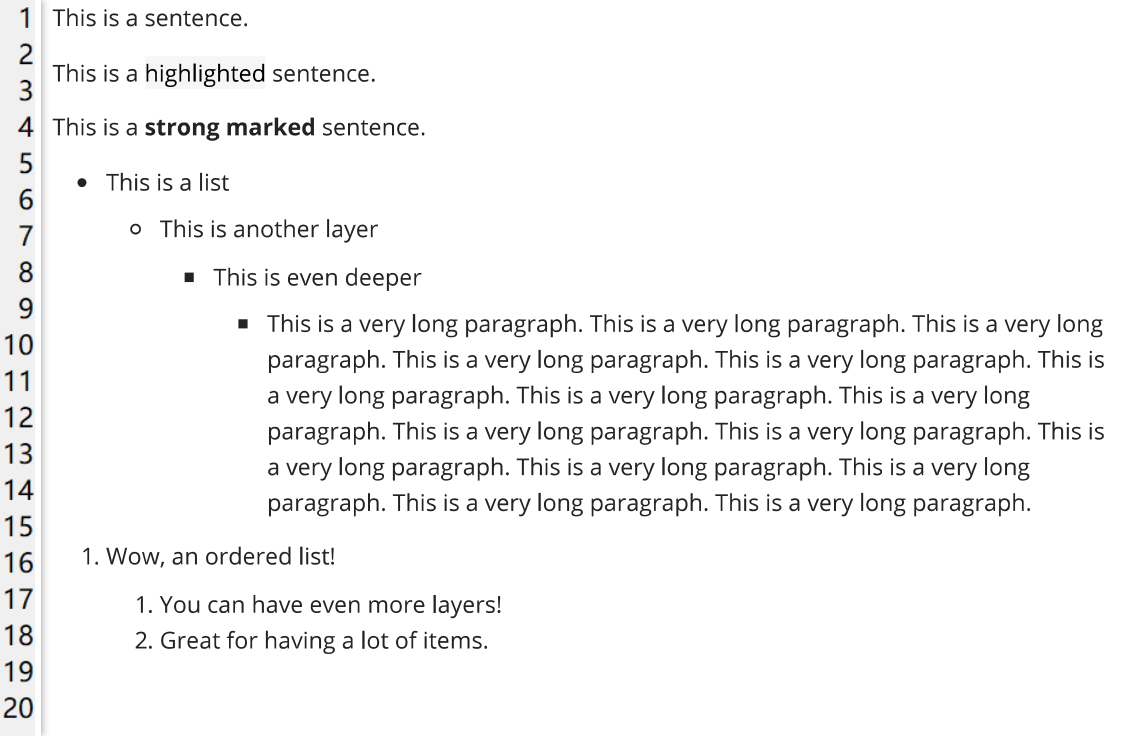 1 This is a sentence.
2
This is a highlighted sentence.
3
4 This is a strong marked sentence.
5
• This is a list
6
7 ○ This is another layer
8 ▪ This is even deeper
9 ▪ This is a very long paragraph. This is a very long paragraph. This is a very long
10 paragraph. This is a very long paragraph. This is a very long paragraph. This is
11 a very long paragraph. This is a very long paragraph. This is a very long
12 paragraph. This is a very long paragraph. This is a very long paragraph. This is
13 a very long paragraph. This is a very long paragraph. This is a very long
14 paragraph. This is a very long paragraph. This is a very long paragraph.
15
16 1. Wow, an ordered list!
17 1. You can have even more layers!
18 2. Great for having a lot of items.
19
20